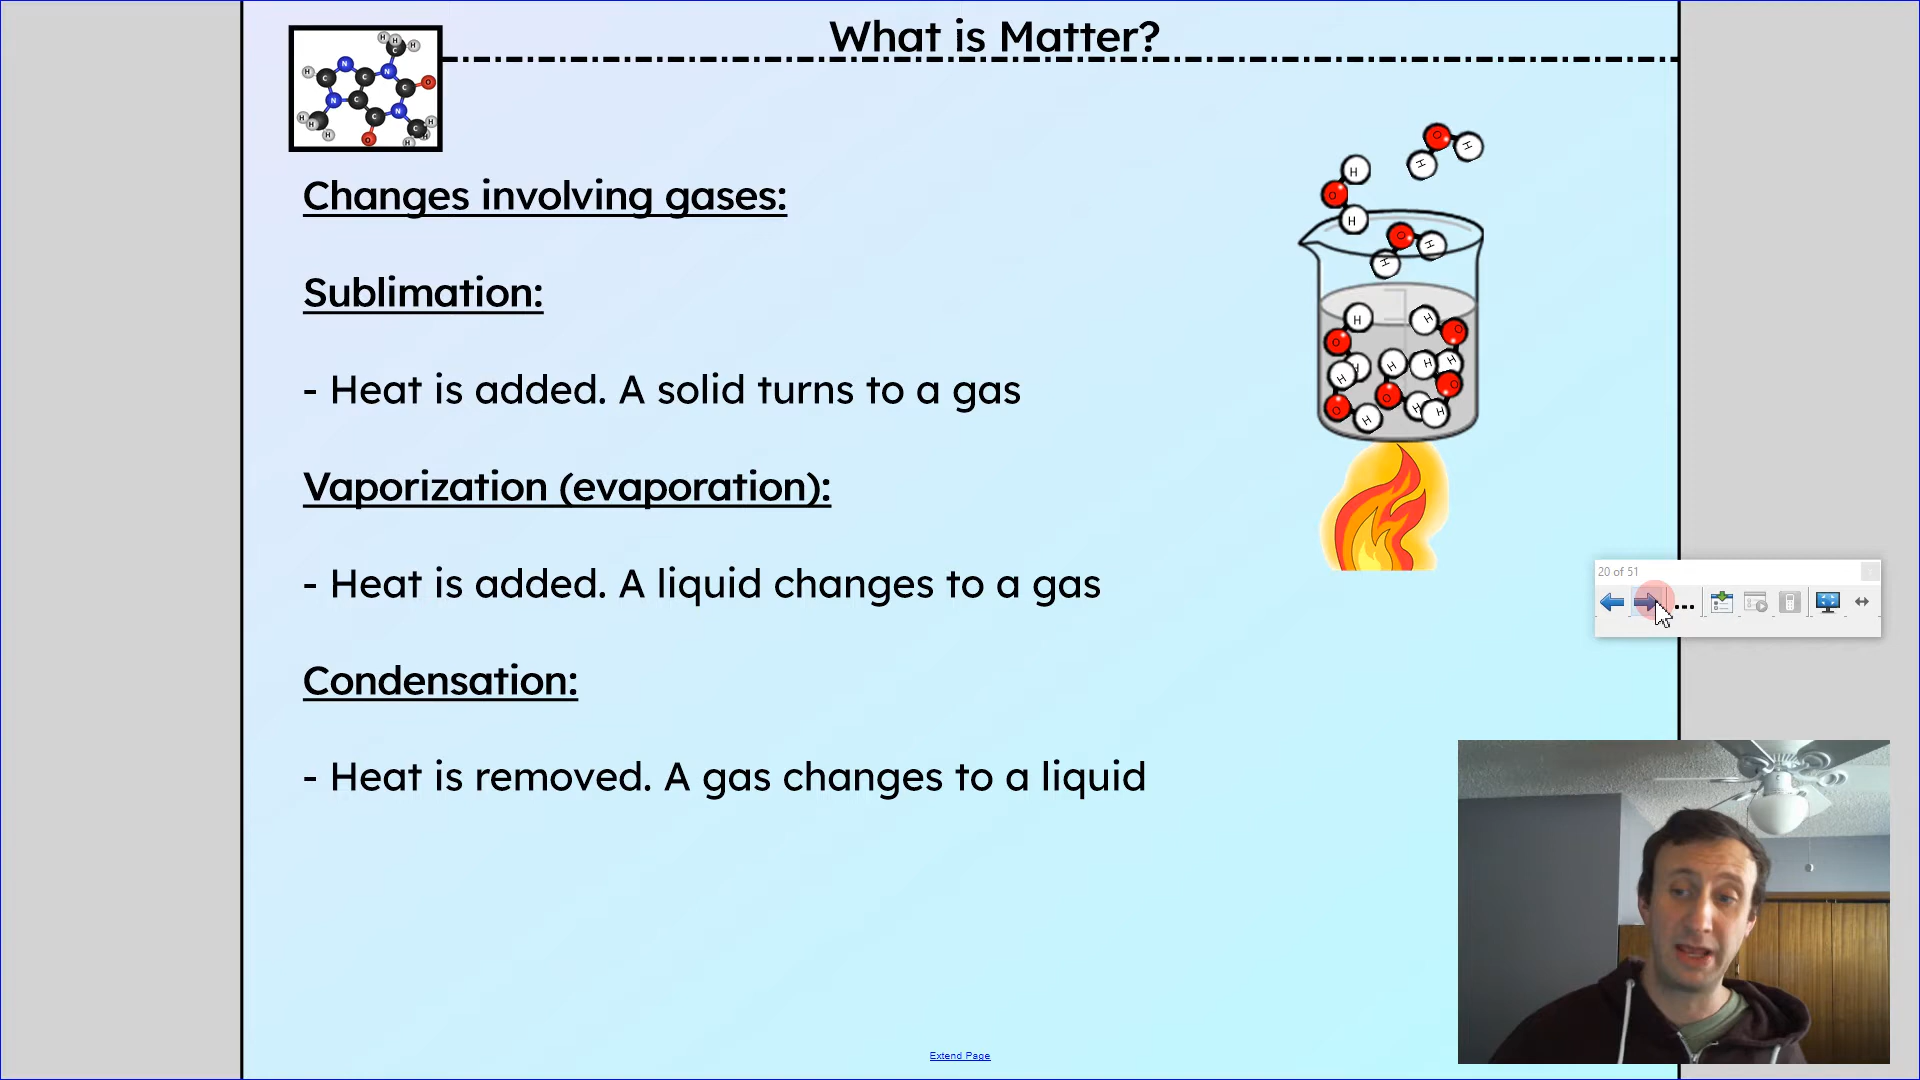 What is Matter?
Changes involving gases:
Sublimation:
- Heat is added. A solid turns to a gas
Vaporization (evaporation):
- Heat is added. A liquid changes to a gas
Condensation:
- Heat is removed. A gas changes to a liquid
20 of 51
Extend Page